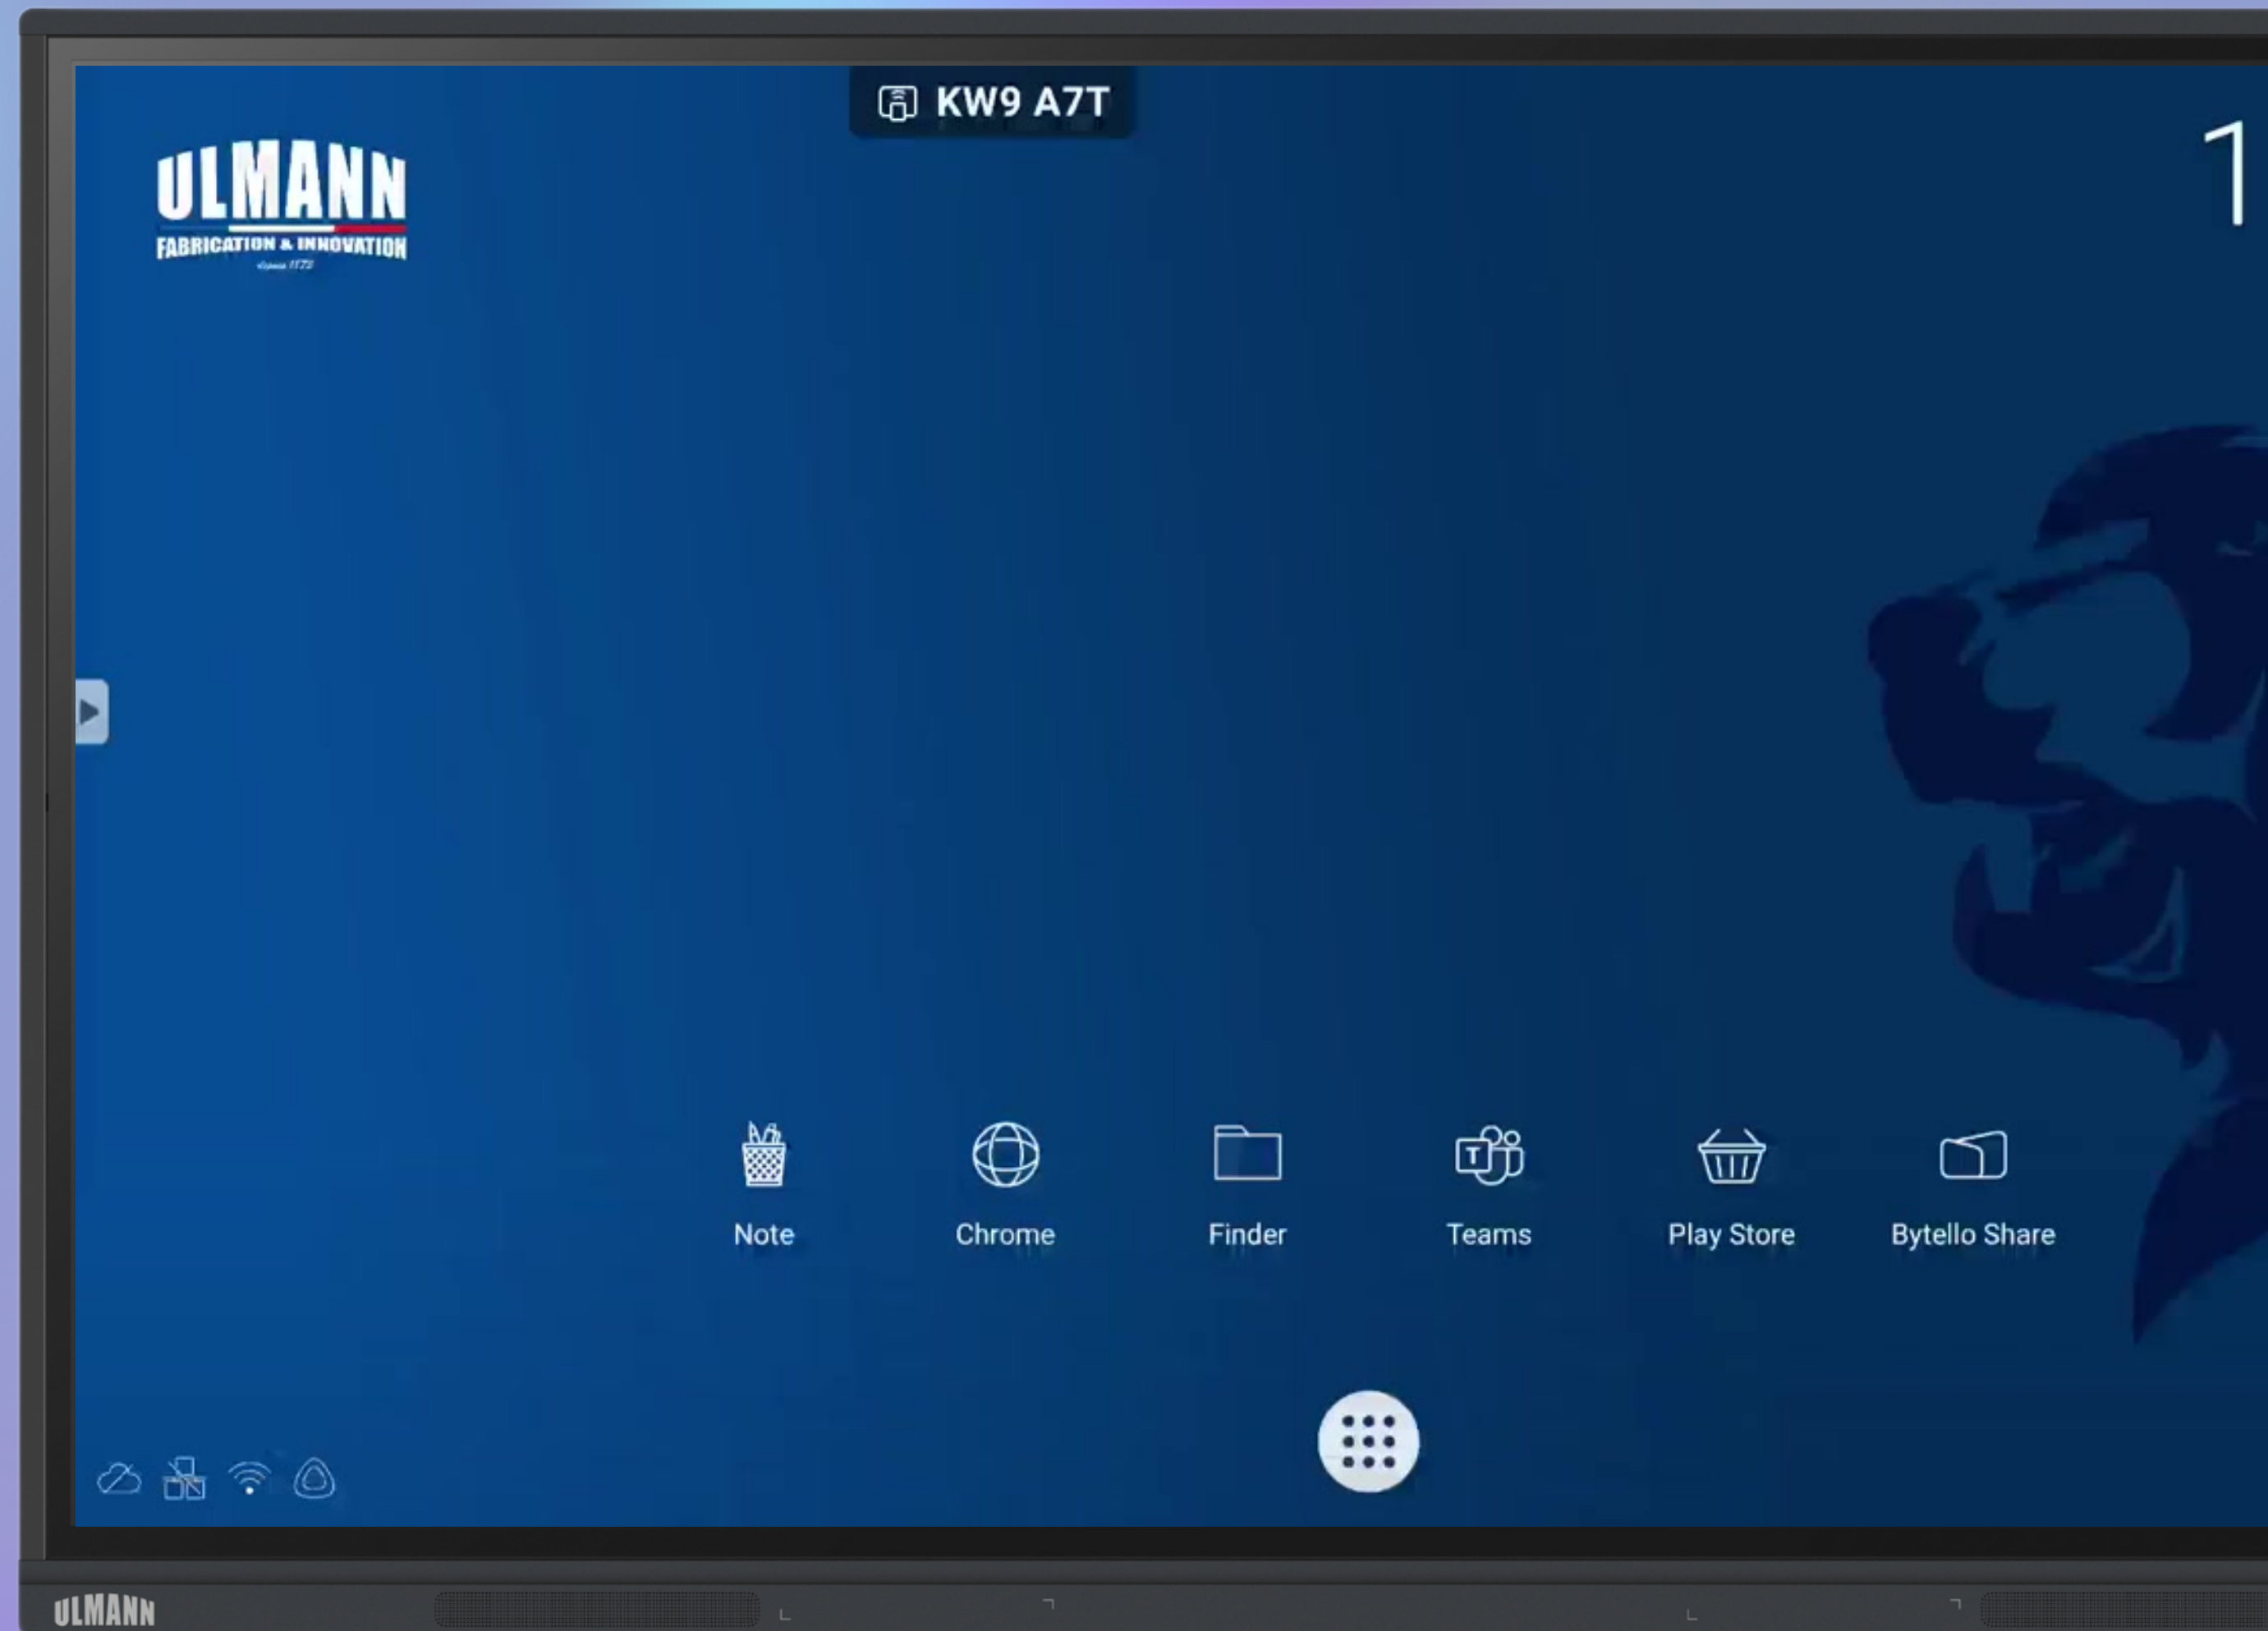 KW9 A7T
1
ULMANN
FABRICATION & INNOVATION
Note
Chrome
Finder
T
Teams
Play Store
Bytello Share
ULMANN